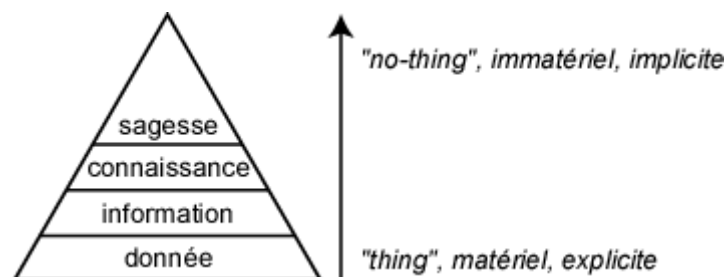 "no-thing", immatériel, implicite
sagesse
connaissance
information
donnée
"thing", matériel, explicite